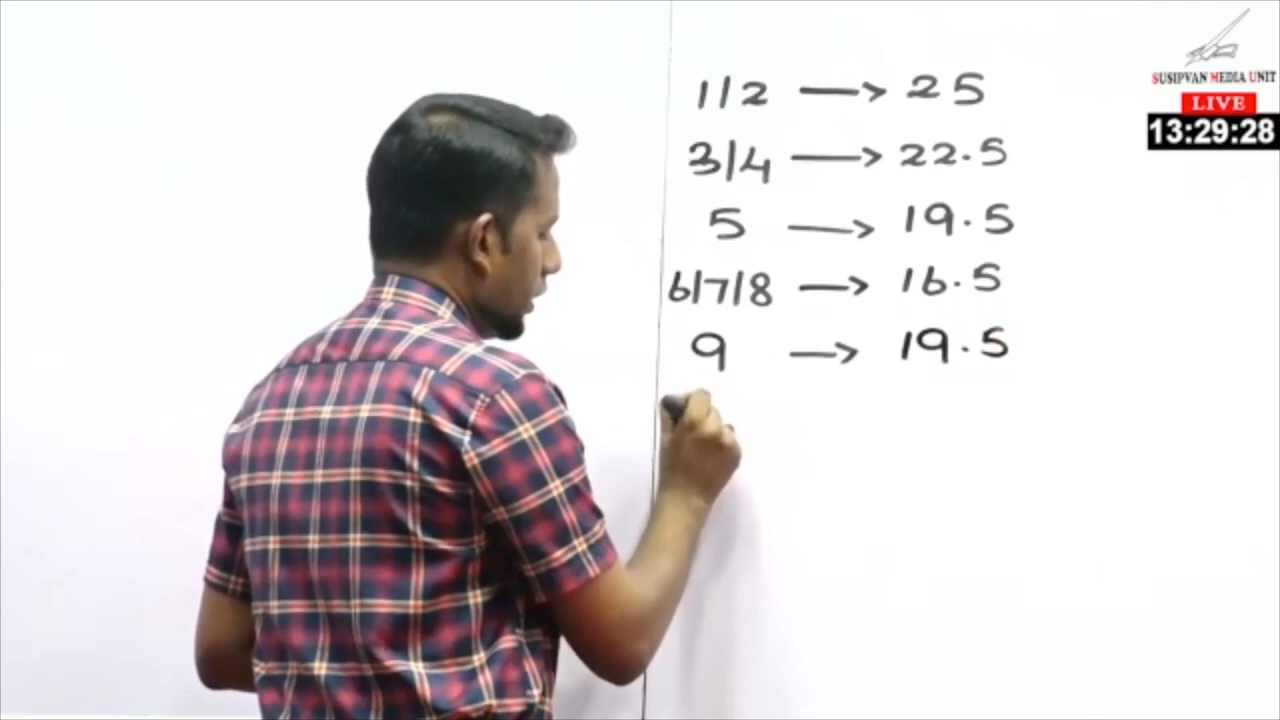 1/2 → 25
3/4 → 22.5
5 → 19.5
6/7/8 → 16.5
9 → 19.5
SUSIPVAN MEDIA UNIT
LIVE
13:29:28